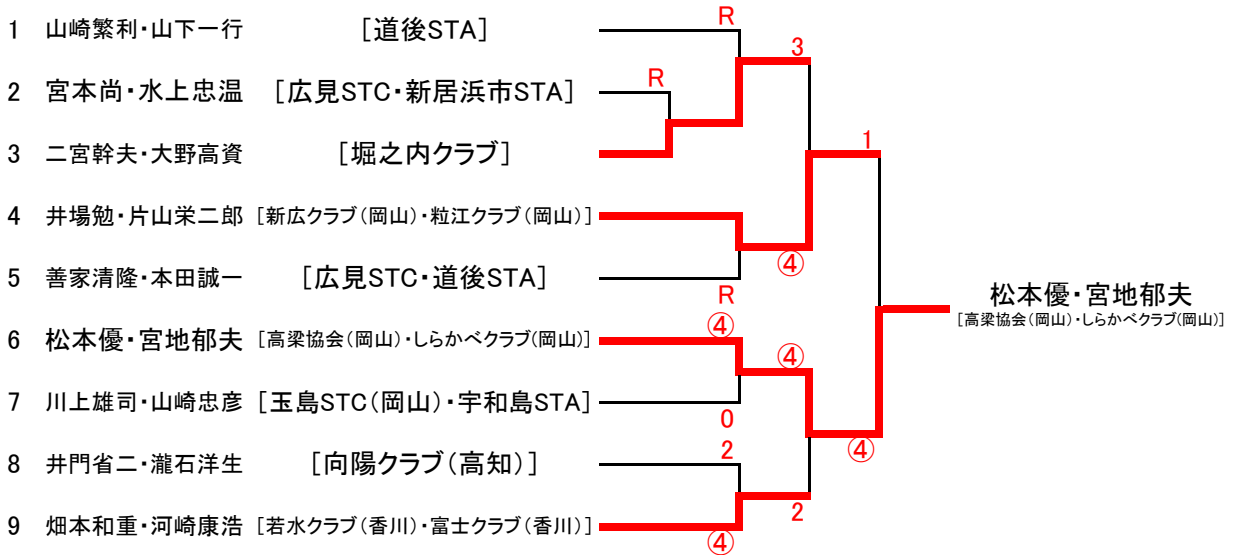 1 山崎繁利・山下一行 [道後STA] R
3
2 宮本尚・水上忠温 [広見STC・新居浜市STA] R
3 二宮幹夫・大野高資 [堀之内クラブ] 1
4 井場勉・片山栄二郎 [新広クラブ(岡山)・粒江クラブ(岡山)]
④
5 善家清隆・本田誠一 [広見STC・道後STA]
R
松本優・宮地郁夫
[高梁協会(岡山)・しらかべクラブ(岡山)]
④
6 松本優・宮地郁夫 [高梁協会(岡山)・しらかべクラブ(岡山)]
④
7 川上雄司・山崎忠彦 [玉島STC(岡山)・宇和島STA]
0
④
2
8 井門省二・瀧石洋生 [向陽クラブ(高知)]
2
9 畑本和重・河崎康浩 [若水クラブ(香川)・富士クラブ(香川)]
④